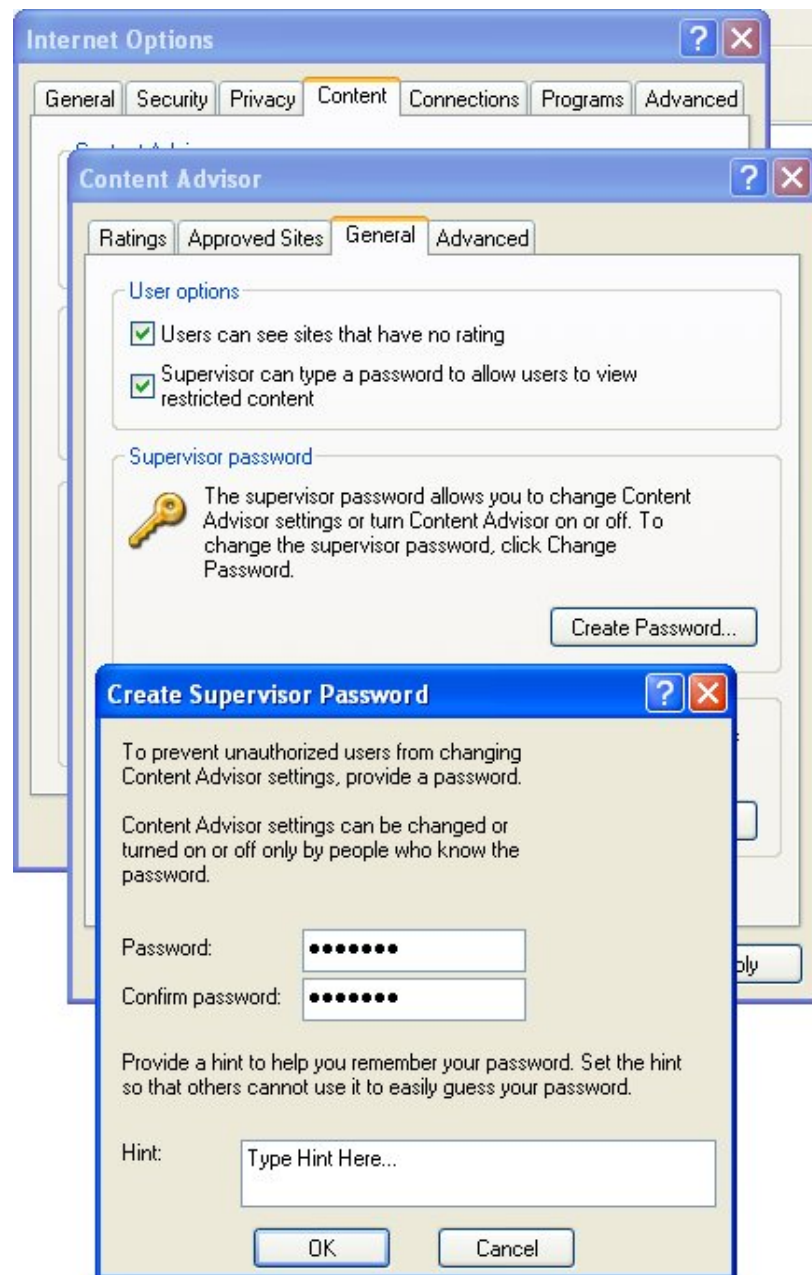 Internet Options
General Security Privacy Content Connections Programs Advanced
Content Advisor
Ratings Approved Sites General Advanced
User options
Users can see sites that have no rating
Supervisor can type a password to allow users to view
restricted content
Supervisor password
The supervisor password allows you to change Content
Advisor settings or turn Content Advisor on or off. To
change the supervisor password, click Change
Password.
Create Password...
Create Supervisor Password
To prevent unauthorized users from changing
Content Advisor settings, provide a password.
Content Advisor settings can be changed or
turned on or off only by people who know the
password.
Password: •••••••
Confirm password: •••••••
Provide a hint to help you remember your password. Set the hint
so that others cannot use it to easily guess your password.
Hint: Type Hint Here...
OK Cancel